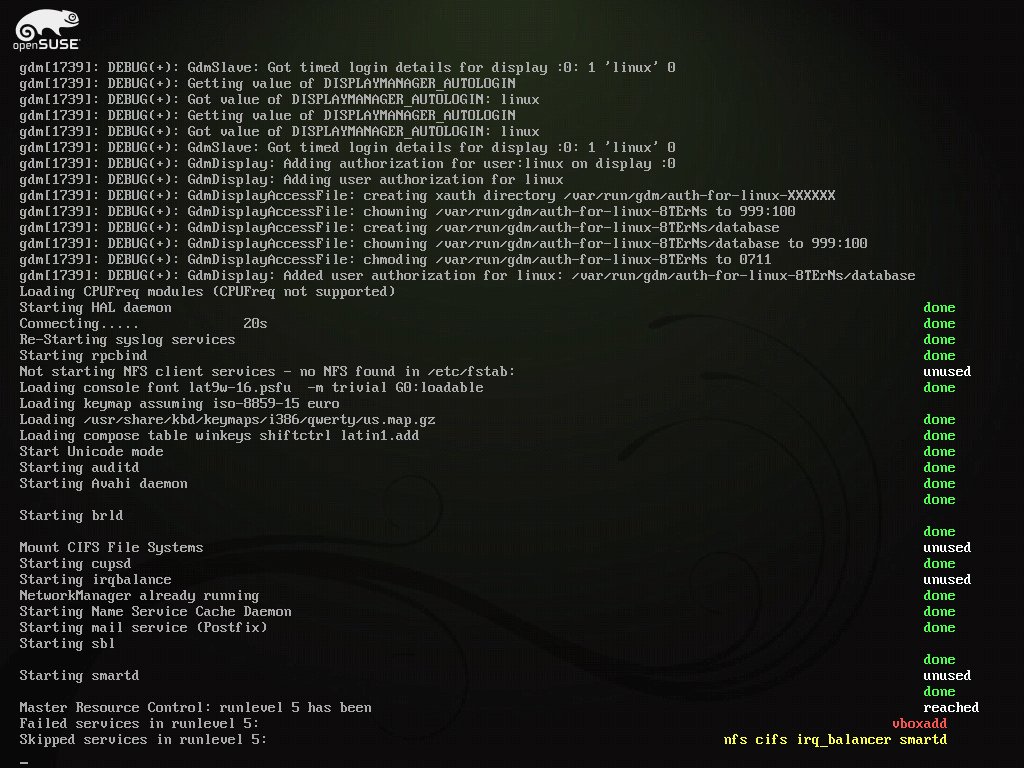 openSUSE
gdm[1739]: DEBUG(+): GdmSlave: Got timed login details for display :0: 1 'linux' 0
gdm[1739]: DEBUG(+): Getting value of DISPLAYMANAGER_AUTOLOGIN
gdm[1739]: DEBUG(+): Got value of DISPLAYMANAGER_AUTOLOGIN: linux
gdm[1739]: DEBUG(+): Getting value of DISPLAYMANAGER_AUTOLOGIN
gdm[1739]: DEBUG(+): Got value of DISPLAYMANAGER_AUTOLOGIN: linux
gdm[1739]: DEBUG(+): GdmSlave: Got timed login details for display :0: 1 'linux' 0
gdm[1739]: DEBUG(+): GdmDisplay: Adding authorization for user:linux on display :0
gdm[1739]: DEBUG(+): GdmDisplay: Adding user authorization for linux
gdm[1739]: DEBUG(+): GdmDisplayAccessFile: creating xauth directory /var/run/gdm/auth-for-linux-XXXXXX
gdm[1739]: DEBUG(+): GdmDisplayAccessFile: chowning /var/run/gdm/auth-for-linux-8TErNs to 999:100
gdm[1739]: DEBUG(+): GdmDisplayAccessFile: creating /var/run/gdm/auth-for-linux-8TErNs/database
gdm[1739]: DEBUG(+): GdmDisplayAccessFile: chowning /var/run/gdm/auth-for-linux-8TErNs/database to 999:100
gdm[1739]: DEBUG(+): GdmDisplayAccessFile: chmoding /var/run/gdm/auth-for-linux-8TErNs to 0711
gdm[1739]: DEBUG(+): GdmDisplay: Added user authorization for linux: /var/run/gdm/auth-for-linux-8TErNs/database
Loading CPUFreq modules (CPUFreq not supported)
Starting HAL daemon done
Connecting..... 20s done
Re-Starting syslog services done
Starting rpcbind done
Not starting NFS client services - no NFS found in /etc/fstab: unused
Loading console font lat9w-16.psfu -m trivial G0:loadable done
Loading keymap assuming iso-8859-15 euro
Loading /usr/share/kbd/keymaps/i386/qwerty/us.map.gz done
Loading compose table winkeys shiftctrl latin1.add done
Start Unicode mode done
Starting auditd done
Starting Avahi daemon done
done
Starting brld
done
Mount CIFS File Systems unused
Starting cupsd done
Starting irqbalance unused
NetworkManager already running done
Starting Name Service Cache Daemon done
Starting mail service (Postfix) done
Starting sbl
done
Starting smartd unused
done
Master Resource Control: runlevel 5 has been reached
Failed services in runlevel 5: vboxadd
Skipped services in runlevel 5: nfs cifs irq_balancer smartd
_